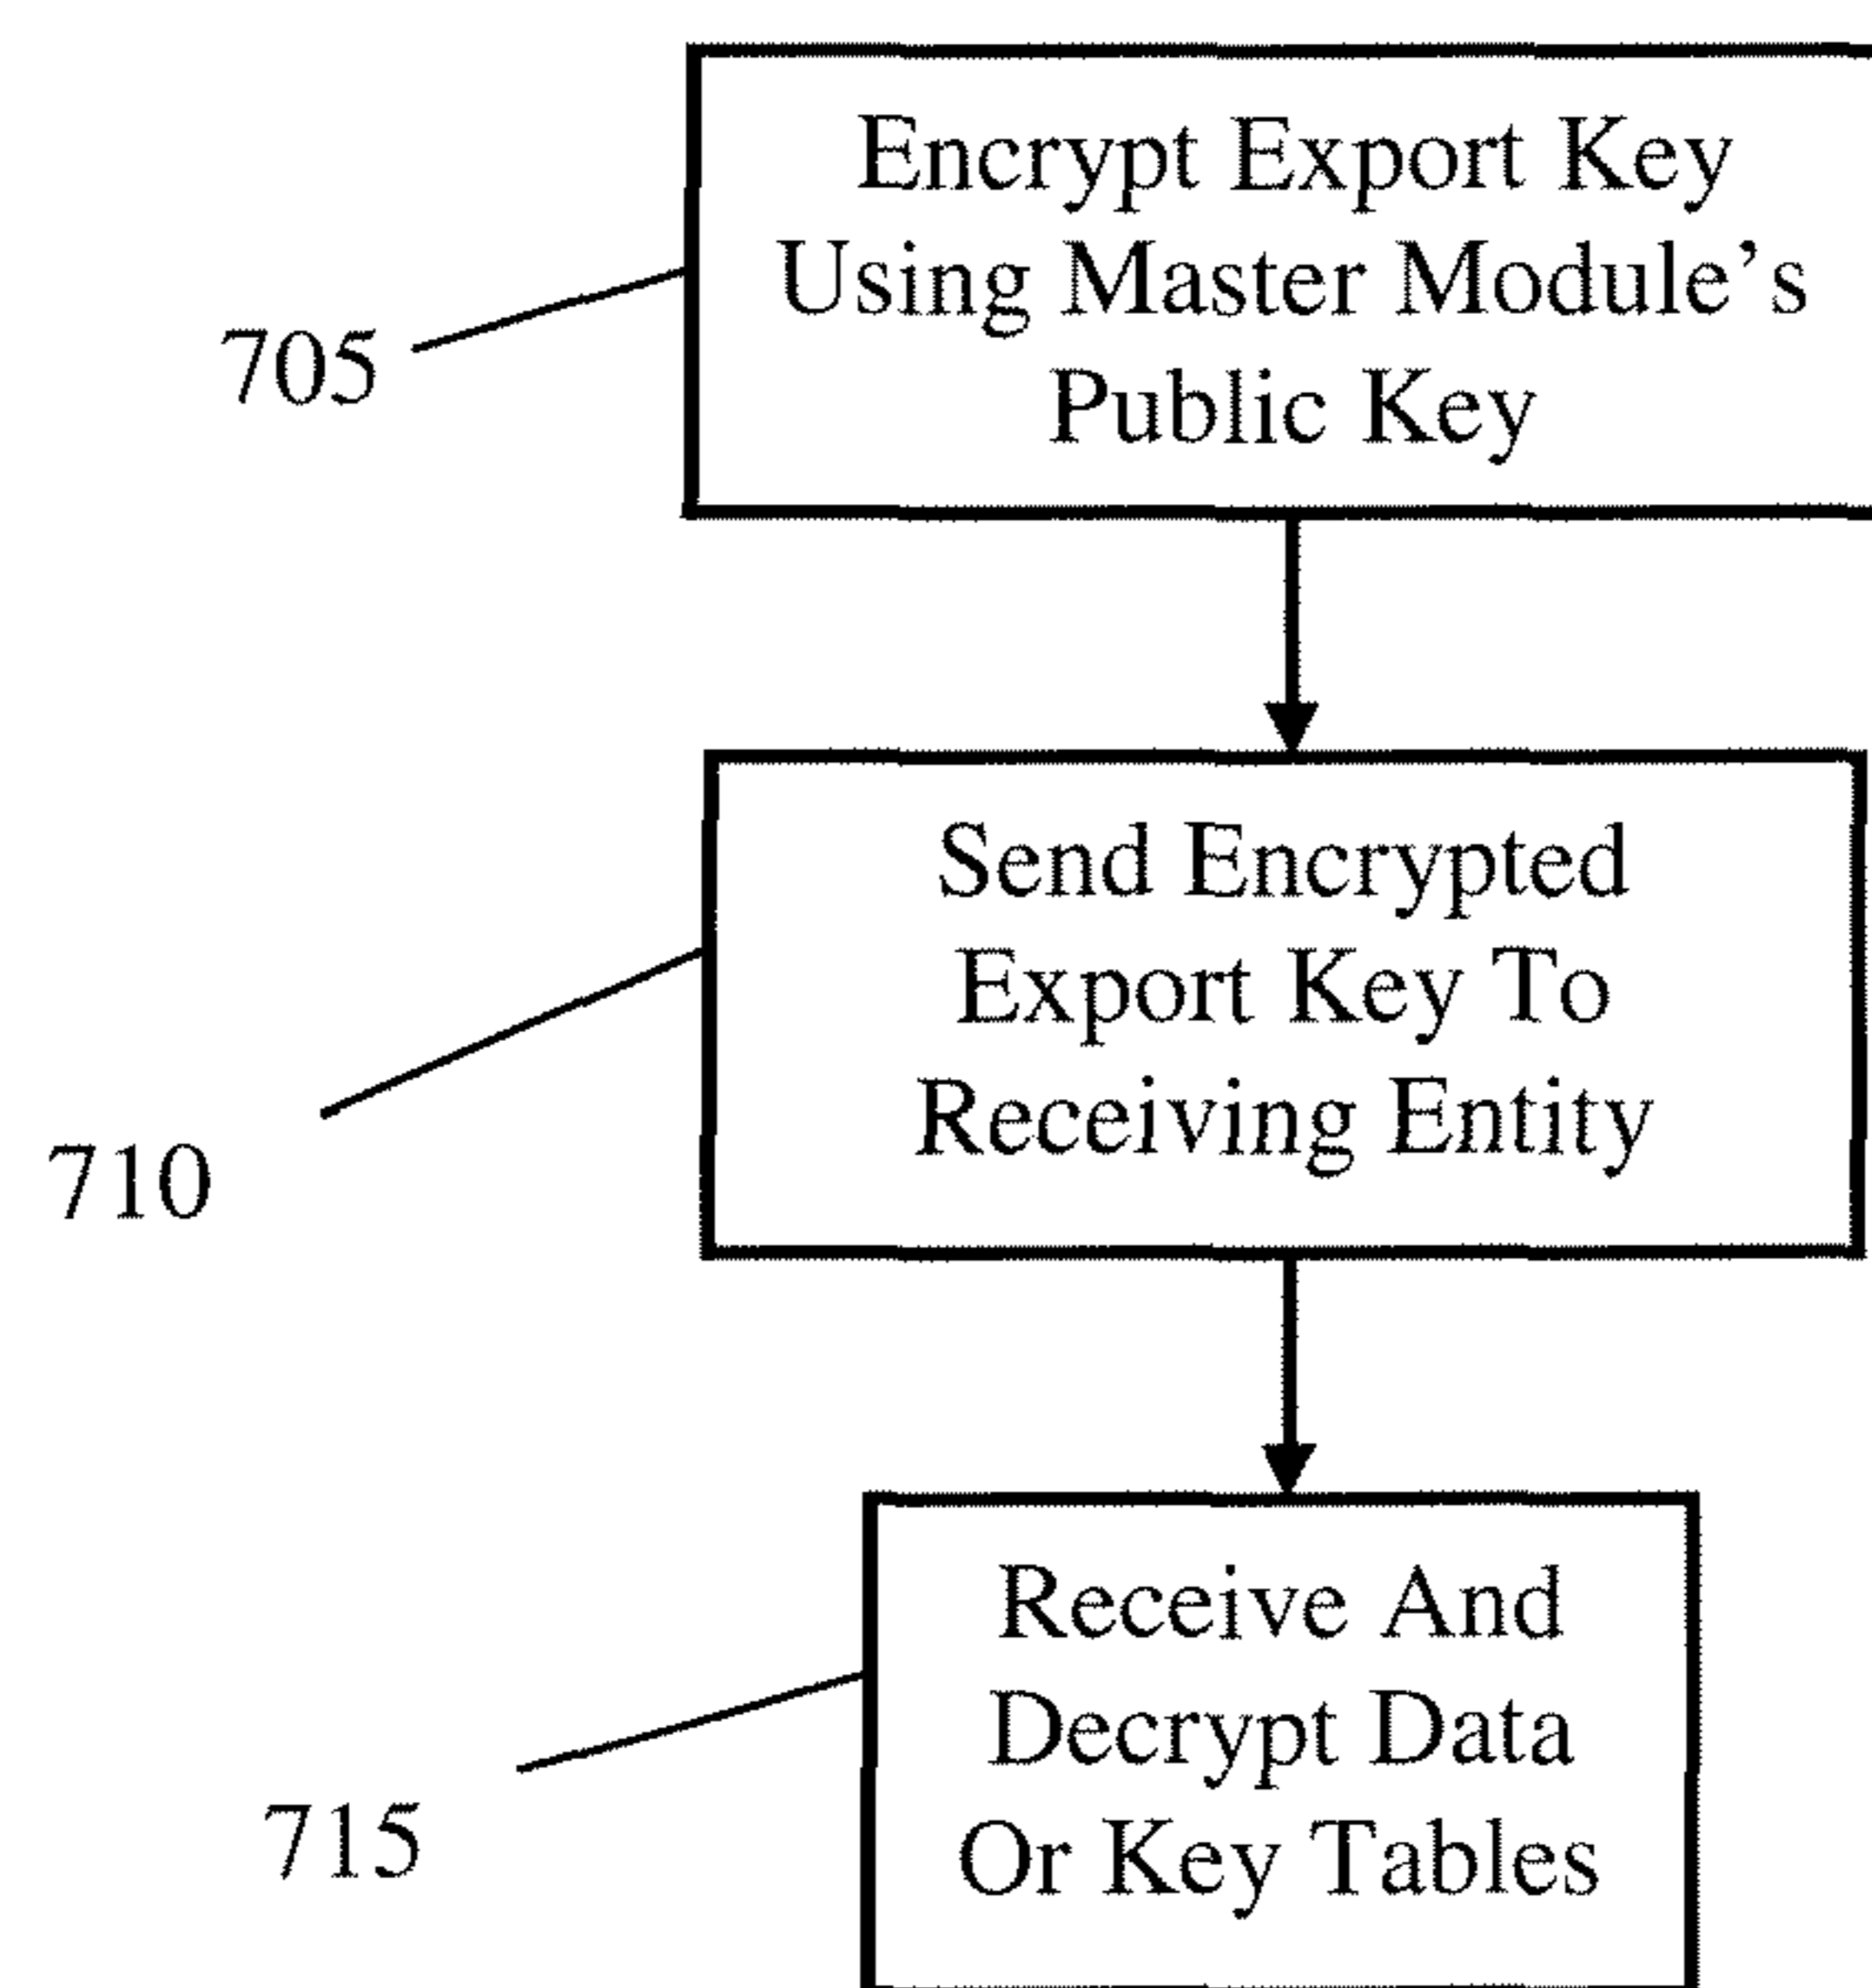 Encrypt Export Key
Using Master Module’s
Public Key
705
Send Encrypted
Export Key To
Receiving Entity
710
Receive And
Decrypt Data
Or Key Tables
715